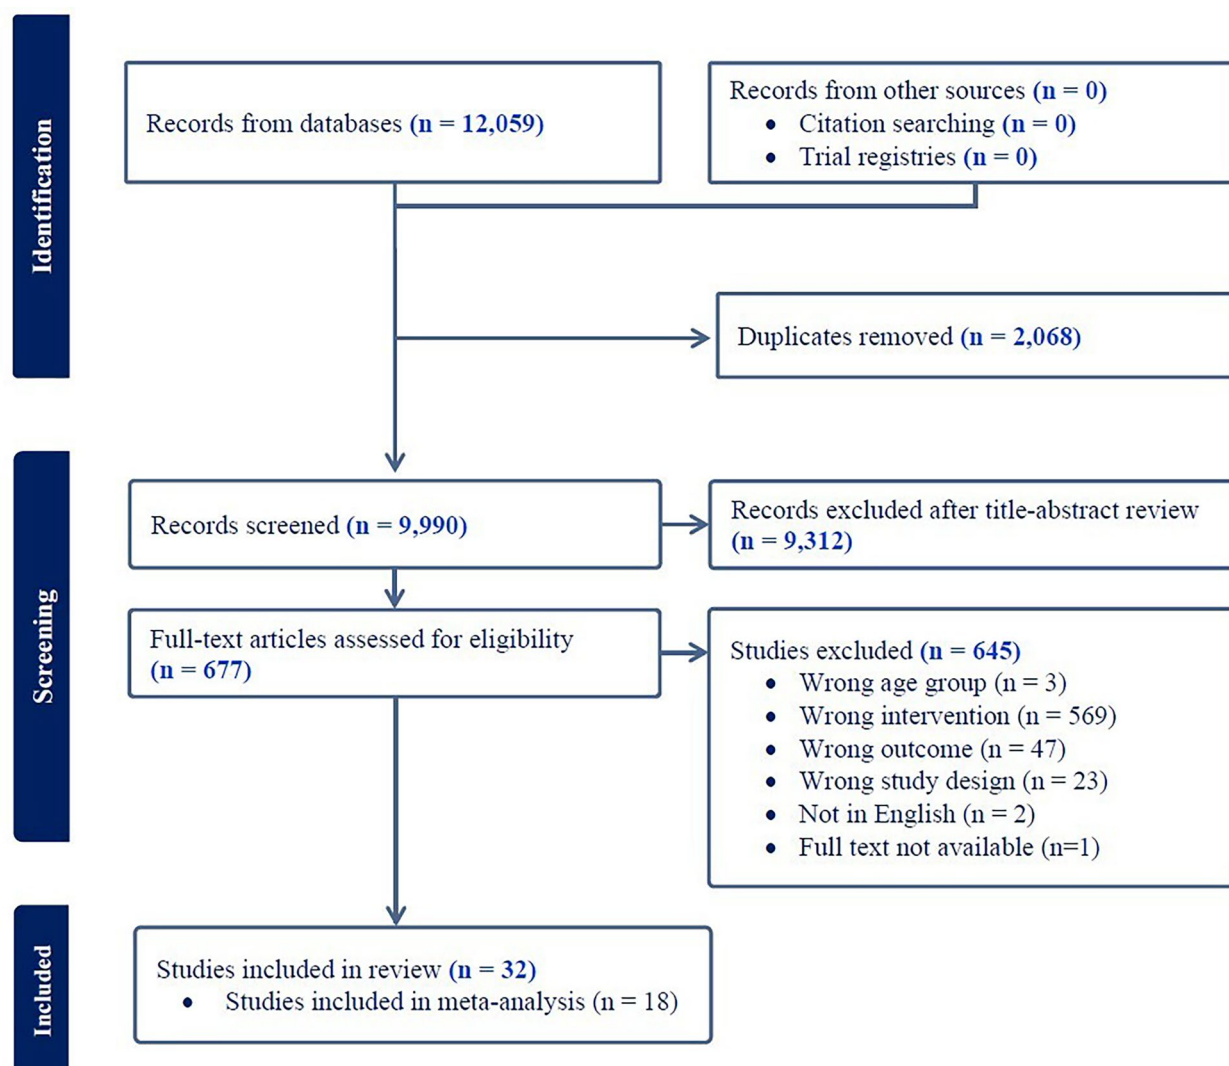 Identification
Records from databases (n = 12,059)
Records from other sources (n = 0)
• Citation searching (n = 0)
• Trial registries (n = 0)
Duplicates removed (n = 2,068)
Screening
Records screened (n = 9,990)
Records excluded after title-abstract review
(n = 9,312)
Full-text articles assessed for eligibility
(n = 677)
Studies excluded (n = 645)
• Wrong age group (n = 3)
• Wrong intervention (n = 569)
• Wrong outcome (n = 47)
• Wrong study design (n = 23)
• Not in English (n = 2)
• Full text not available (n=1)
Included
Studies included in review (n = 32)
• Studies included in meta-analysis (n = 18)